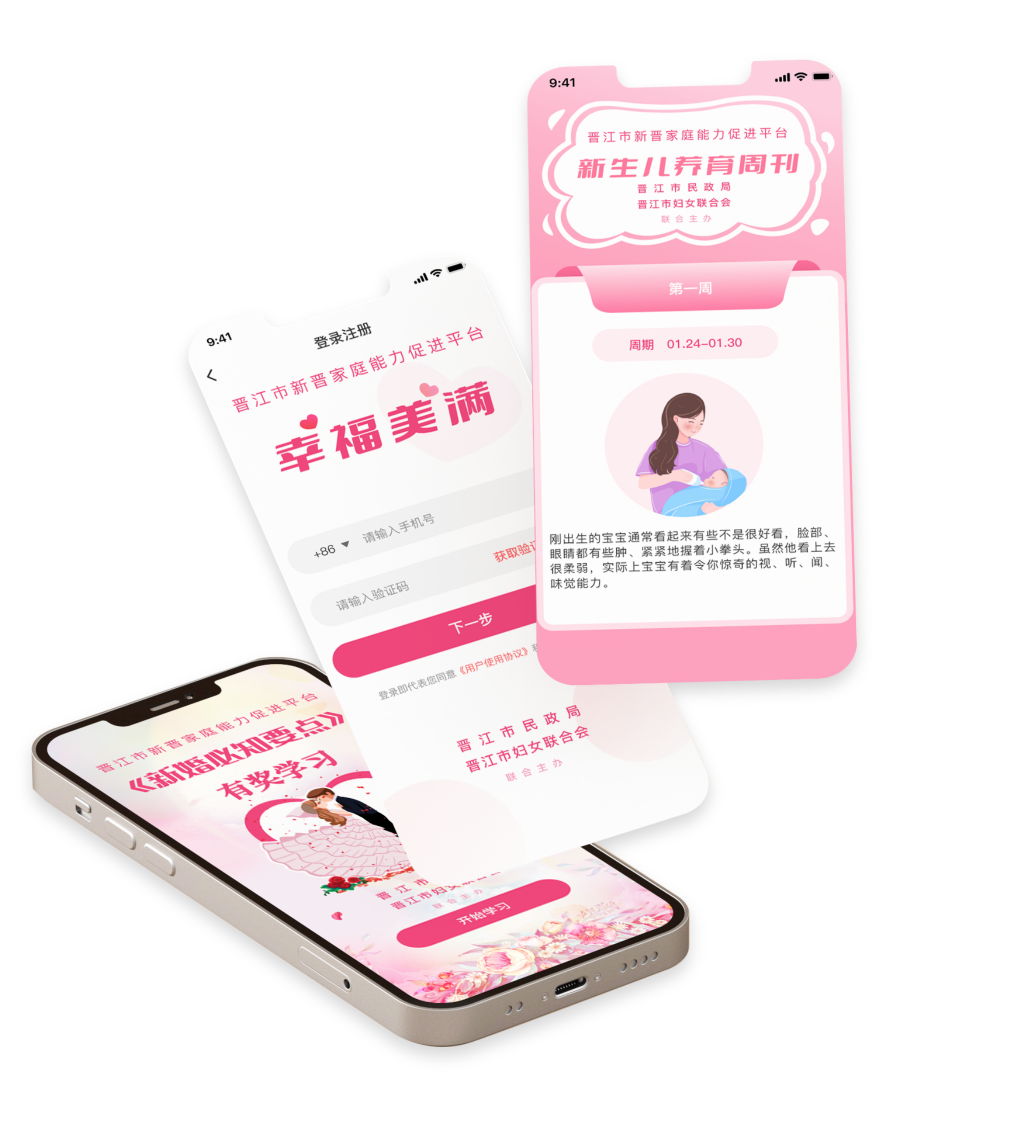 9:41
晋江市新晋家庭能力促进平台
新生儿养育周刊
晋江市民政局
晋江市妇女联合会
联合主办
第一周
周期 01.24-01.30
刚出生的宝宝通常看起来有些不是很好看，脸部、
眼睛都有些肿、紧紧地握着小拳头。虽然他看上去
很柔弱，实际上宝宝有着令你惊奇的视、听、闻、
味觉能力。
9:41
登录注册
晋江市新晋家庭能力促进平台
幸福美满
+86 请输入手机号
请输入验证码 获取验
下一步
登录即代表您同意《用户使用协议》
晋江市民政局
晋江市妇女联合会
联合主办
晋江市新晋家庭能力促进平台
《新婚必知要点》
有奖学习
晋江市
晋江市妇
联合主办
开始学习